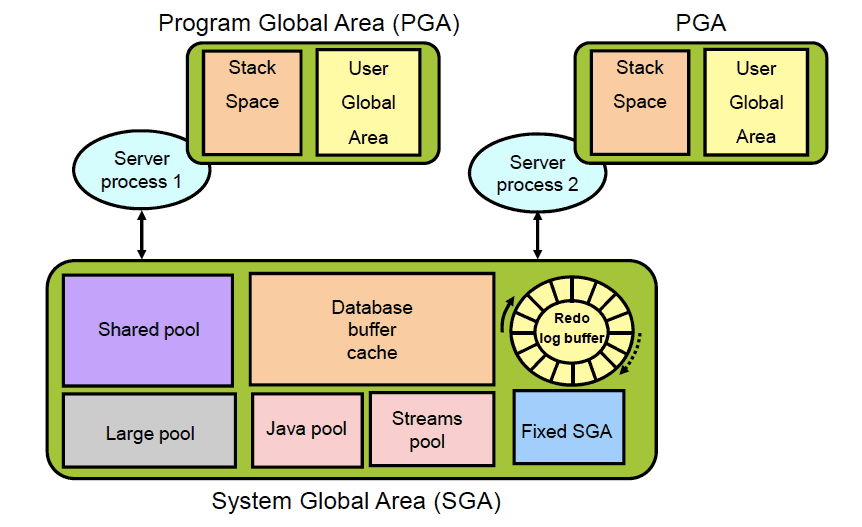 Program Global Area (PGA)
PGA
Stack
Space
User
Global
Area
Stack
Space
User
Global
Area
Server
process 1
Server
process 2
Shared pool
Database
buffer
cache
Redo
log buffer
Large pool
Java pool
Streams
pool
Fixed SGA
System Global Area (SGA)